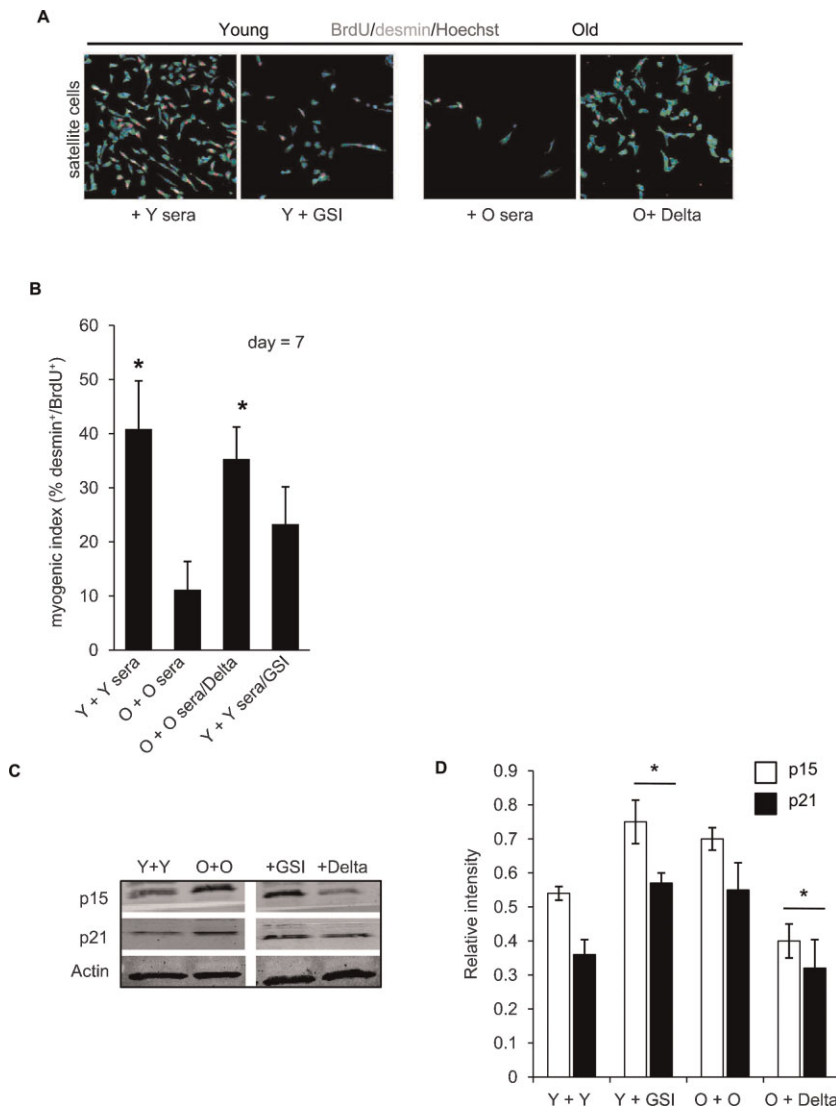 A
Young BrdU/desmin/Hoechst Old
satellite cells
+ Y sera Y + GSI + O sera O+ Delta
B
60
50
40
30
20
10
0
myogenic index (% desmin⁺/BrdU⁺)
day = 7
*
*
Y + Y sera
O + O sera
O + O sera/Delta
Y + Y sera/GSI
C
Y+Y O+O +GSI +Delta
p15
p21
Actin
D
0.9
0.8
0.7
0.6
0.5
0.4
0.3
0.2
0.1
0
Relative intensity
p15
p21
*
*
Y + Y Y + GSI O + O O + Delta